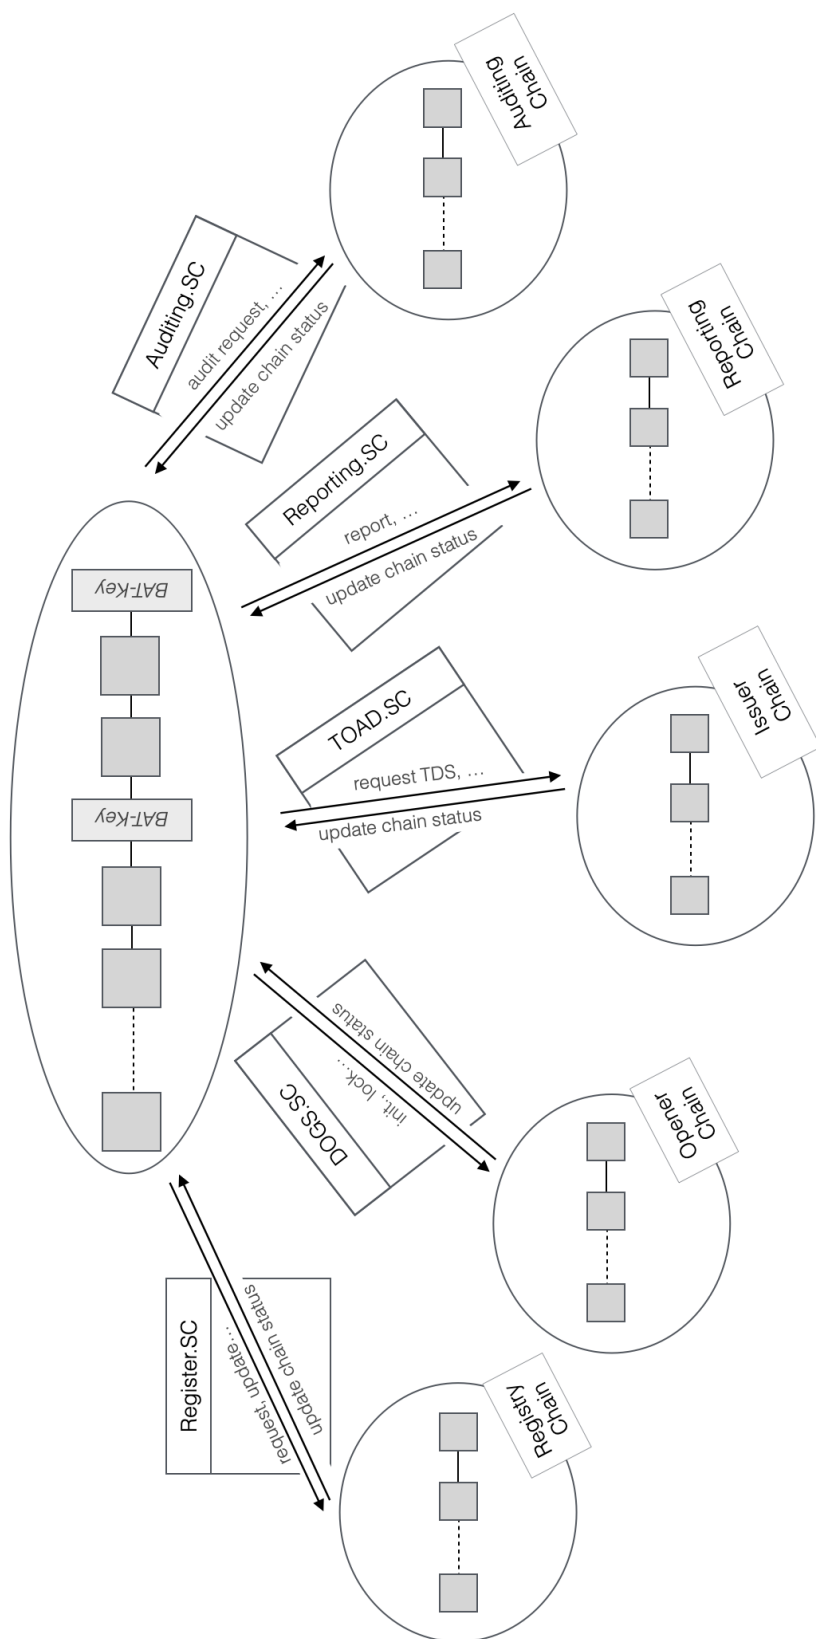 Auditing
Chain
Auditing.SC
audit request, …
update chain status
Reporting
Chain
Reporting.SC
report, …
update chain status
BAT-Key
BAT-Key
Issuer
Chain
TOAD.SC
request TDS, …
update chain status
Opener
Chain
DOGS.SC
init., lock…
update chain status
Registry
Chain
Register.SC
request, update…
update chain status